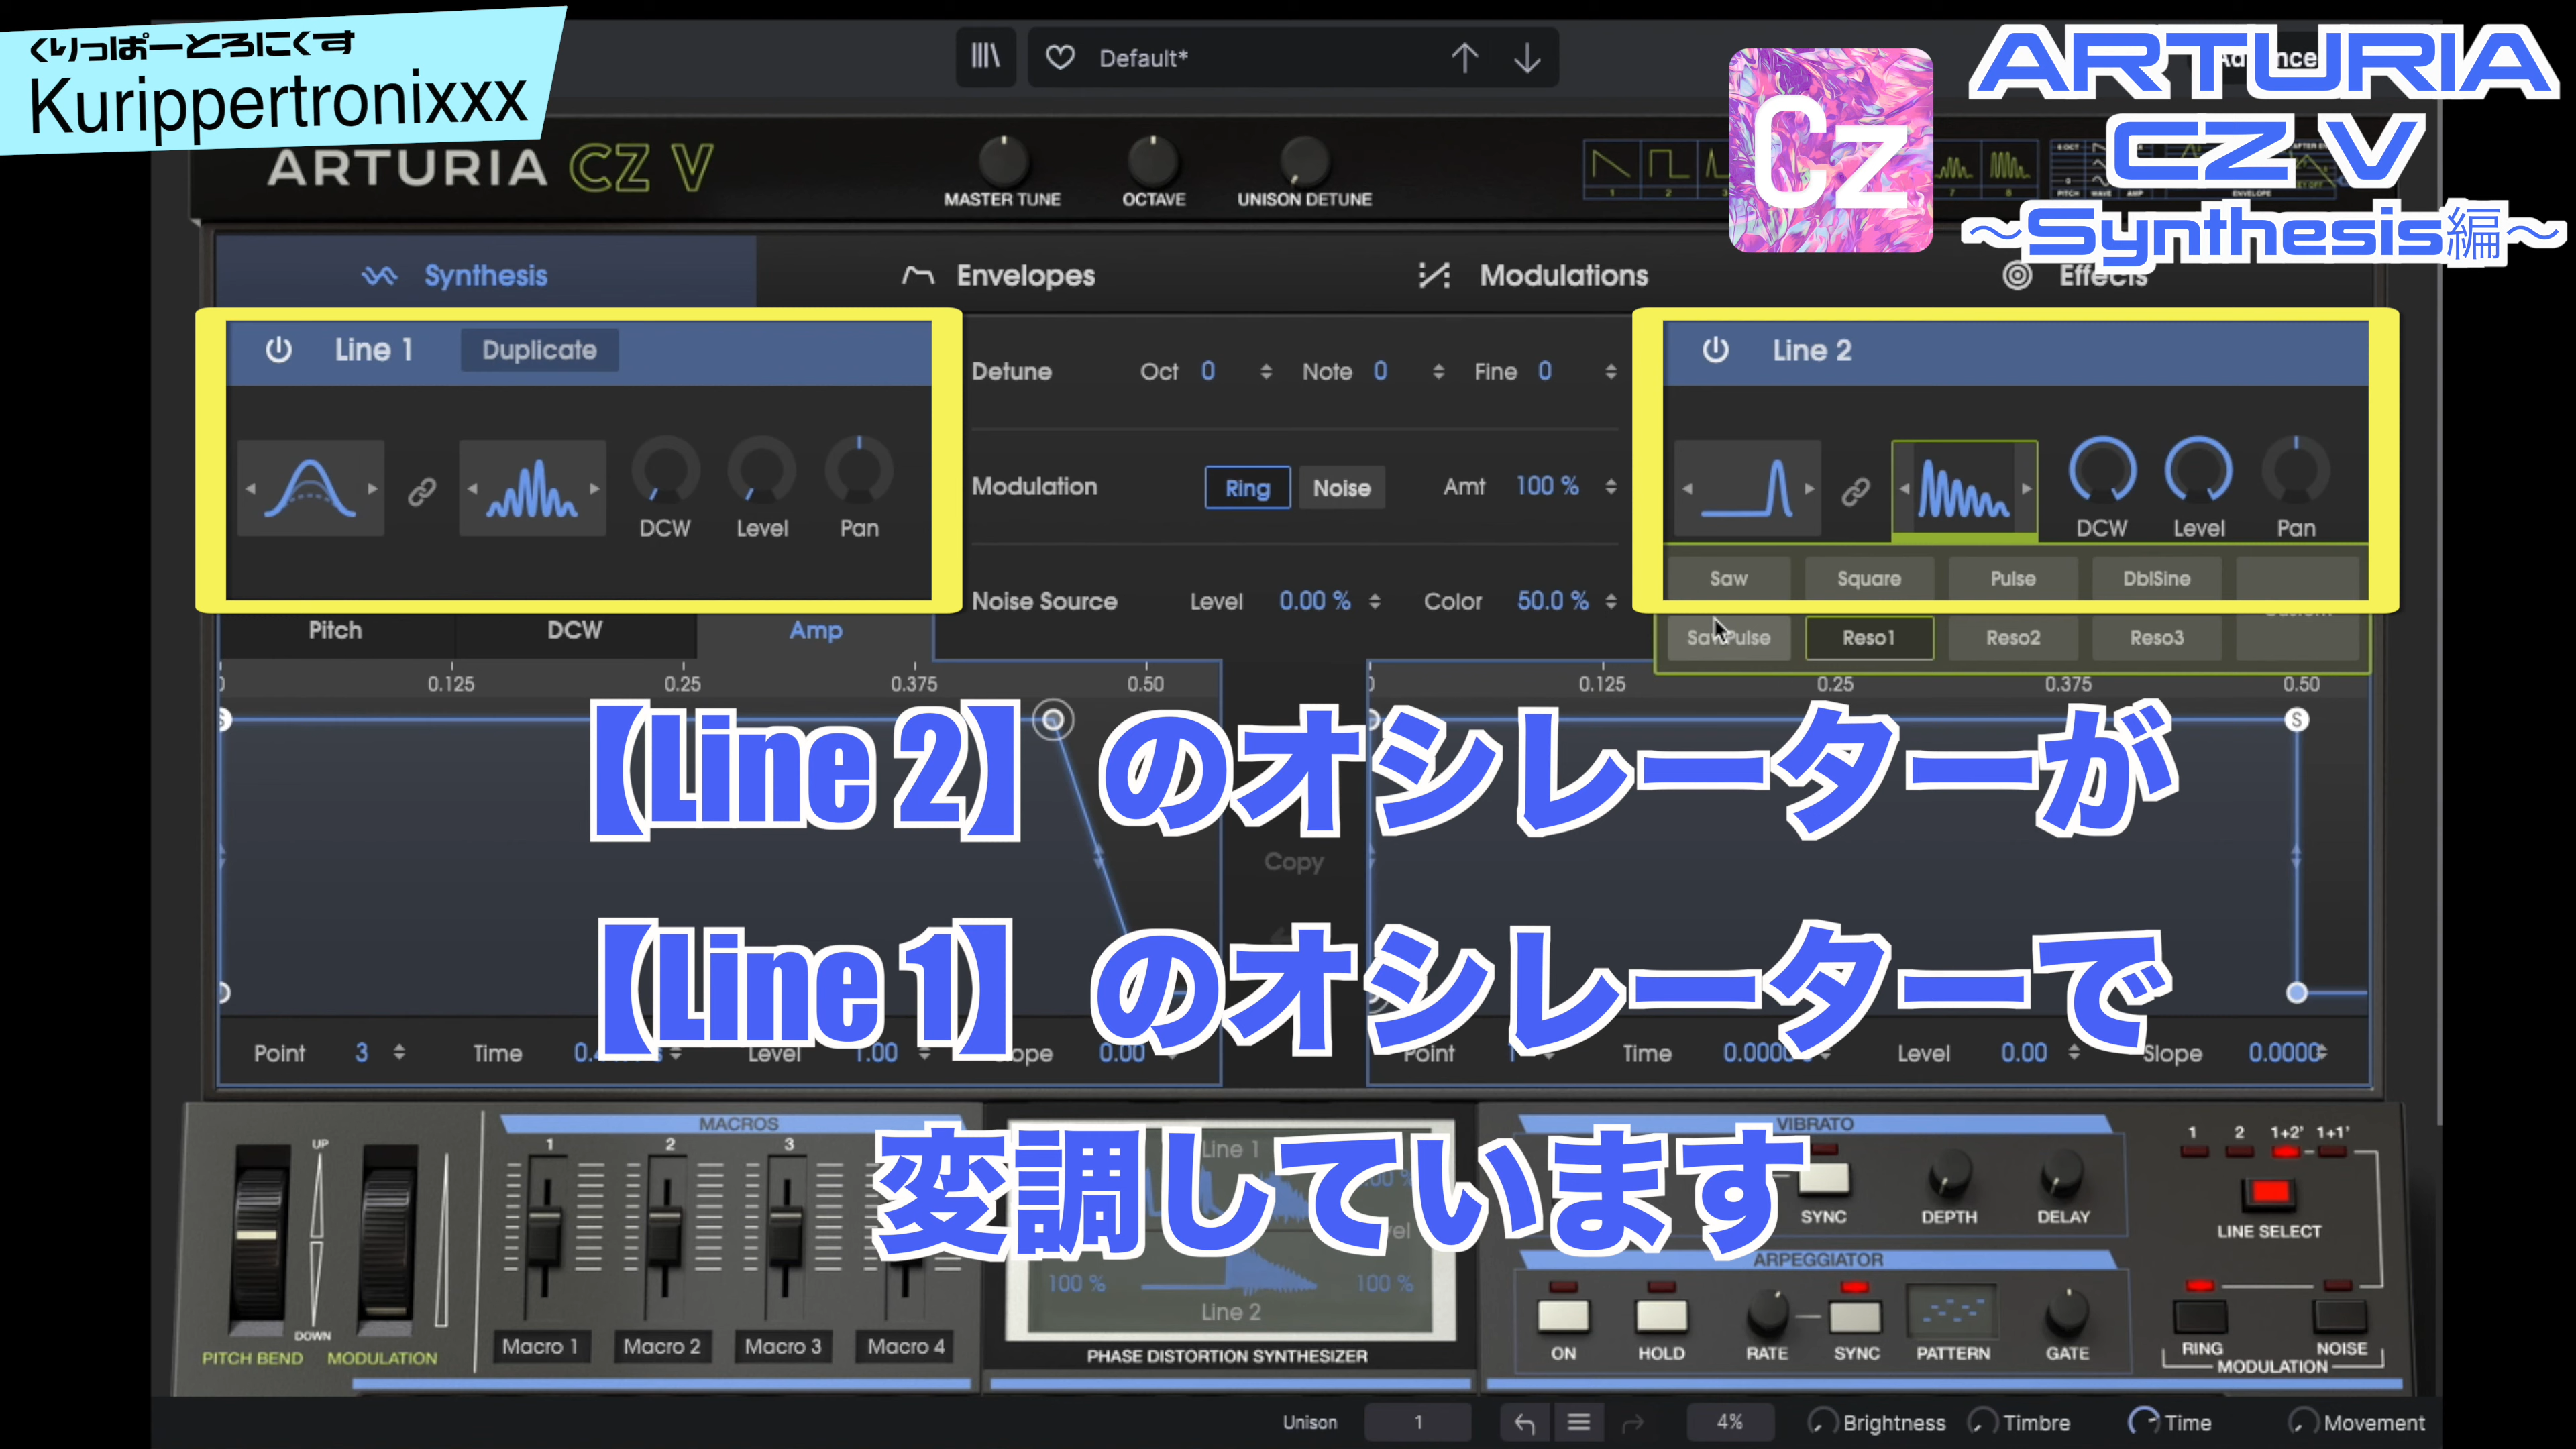 くりっぱーとろにくす
Kurippertronixxx
Default*
ARTURIA
CZ V
～Synthesis編～
Cz
ARTURIA CZ V
MASTER TUNE
OCTAVE
UNISON DETUNE
Synthesis
Envelopes
Modulations
Effects
Line 1
Duplicate
DCW
Level
Pan
Detune
Oct 0
Note 0
Fine 0
Modulation
Ring
Noise
Amt 100 %
Noise Source
Level 0.00 %
Color 50.0 %
Line 2
DCW
Level
Pan
Saw
Square
Pulse
DblSine
SawPulse
Reso1
Reso2
Reso3
Pitch
DCW
Amp
0.125
0.25
0.375
0.50
0.125
0.25
0.375
0.50
S
【Line 2】のオシレーターが
Copy
【Line 1】のオシレーターで
変調しています
Point 3
Time
Level 1.00
0.00
Point
Time
Level 0.00
Slope 0.0000
UP
DOWN
PITCH BEND
MODULATION
MACROS
1
2
3
Macro 1
Macro 2
Macro 3
Macro 4
Line 1
100 %
100 %
Line 2
PHASE DISTORTION SYNTHESIZER
VIBRATO
SYNC
DEPTH
DELAY
ARPEGGIATOR
ON
HOLD
RATE
SYNC
PATTERN
GATE
1
2
1+2'
1+1'
LINE SELECT
RING
NOISE
MODULATION
Unison
1
4%
Brightness
Timbre
Time
Movement